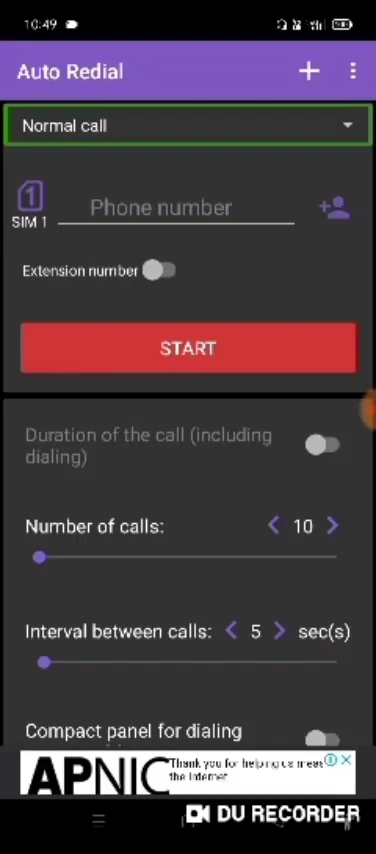 10:49
Auto Redial
Normal call
1
SIM 1
Phone number
Extension number
START
Duration of the call (including
dialing)
Number of calls:
10
Interval between calls:
5
sec(s)
Compact panel for dialing
APNIC
Thank you for helping us meas
the Internet
DU RECORDER